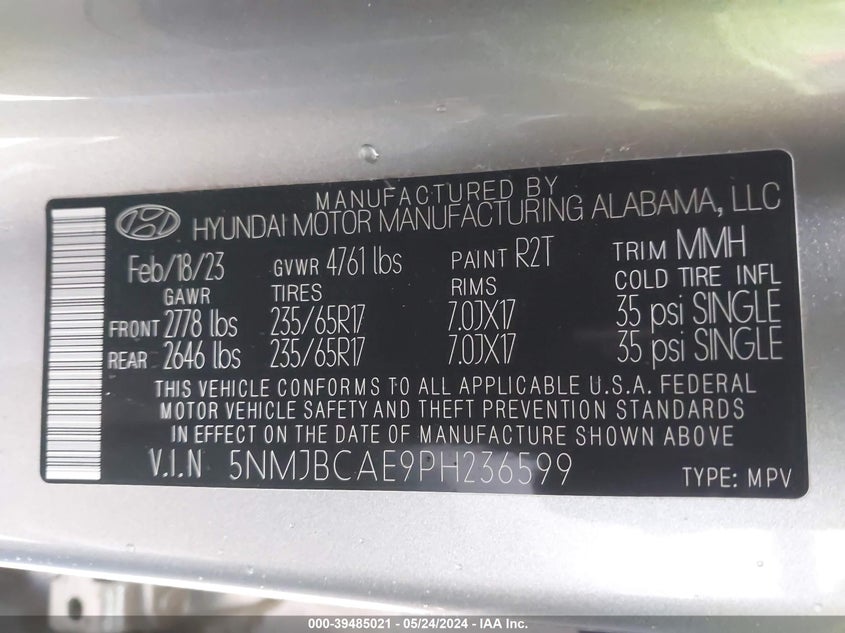 MANUFACTURED BY
HYUNDAI MOTOR MANUFACTURING ALABAMA, LLC
Feb/18/23 GVWR 4761 lbs PAINT R2T TRIM MMH
GAWR TIRES RIMS COLD TIRE INFL
FRONT 2778 lbs 235/65R17 7.0JX17 35 psi SINGLE
REAR 2646 lbs 235/65R17 7.0JX17 35 psi SINGLE
THIS VEHICLE CONFORMS TO ALL APPLICABLE U.S.A. FEDERAL
MOTOR VEHICLE SAFETY AND THEFT PREVENTION STANDARDS
IN EFFECT ON THE DATE OF MANUFACTURE SHOWN ABOVE
V.I.N 5NMJBCAE9PH236599 TYPE: MPV
000-39485021 - 05/24/2024 - IAA Inc.